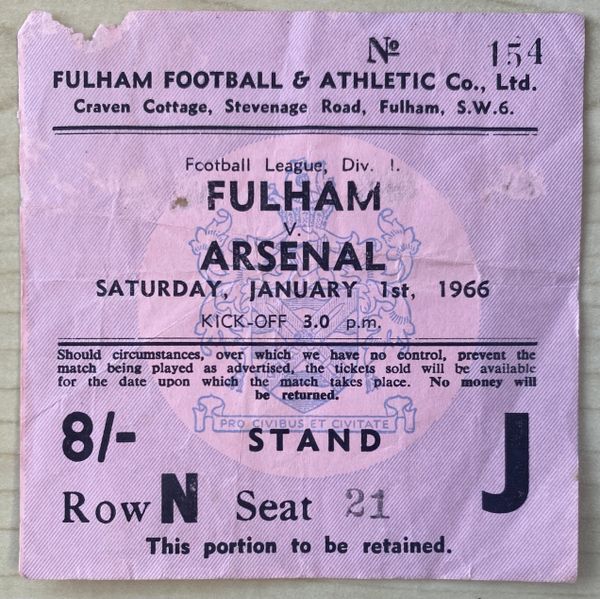 Nº 154
FULHAM FOOTBALL & ATHLETIC Co., Ltd.
Craven Cottage, Stevenage Road, Fulham, S.W.6.
Football League, Div. I.
FULHAM
v.
ARSENAL
SATURDAY, JANUARY 1st, 1966
KICK-OFF 3.0 p.m.
Should circumstances, over which we have no control, prevent the
match being played as advertised, the tickets sold will be available
for the date upon which the match takes place. No money will
be returned.
PRO CIVIBUS ET CIVITATE
8/- STAND J
Row N Seat 21
This portion to be retained.